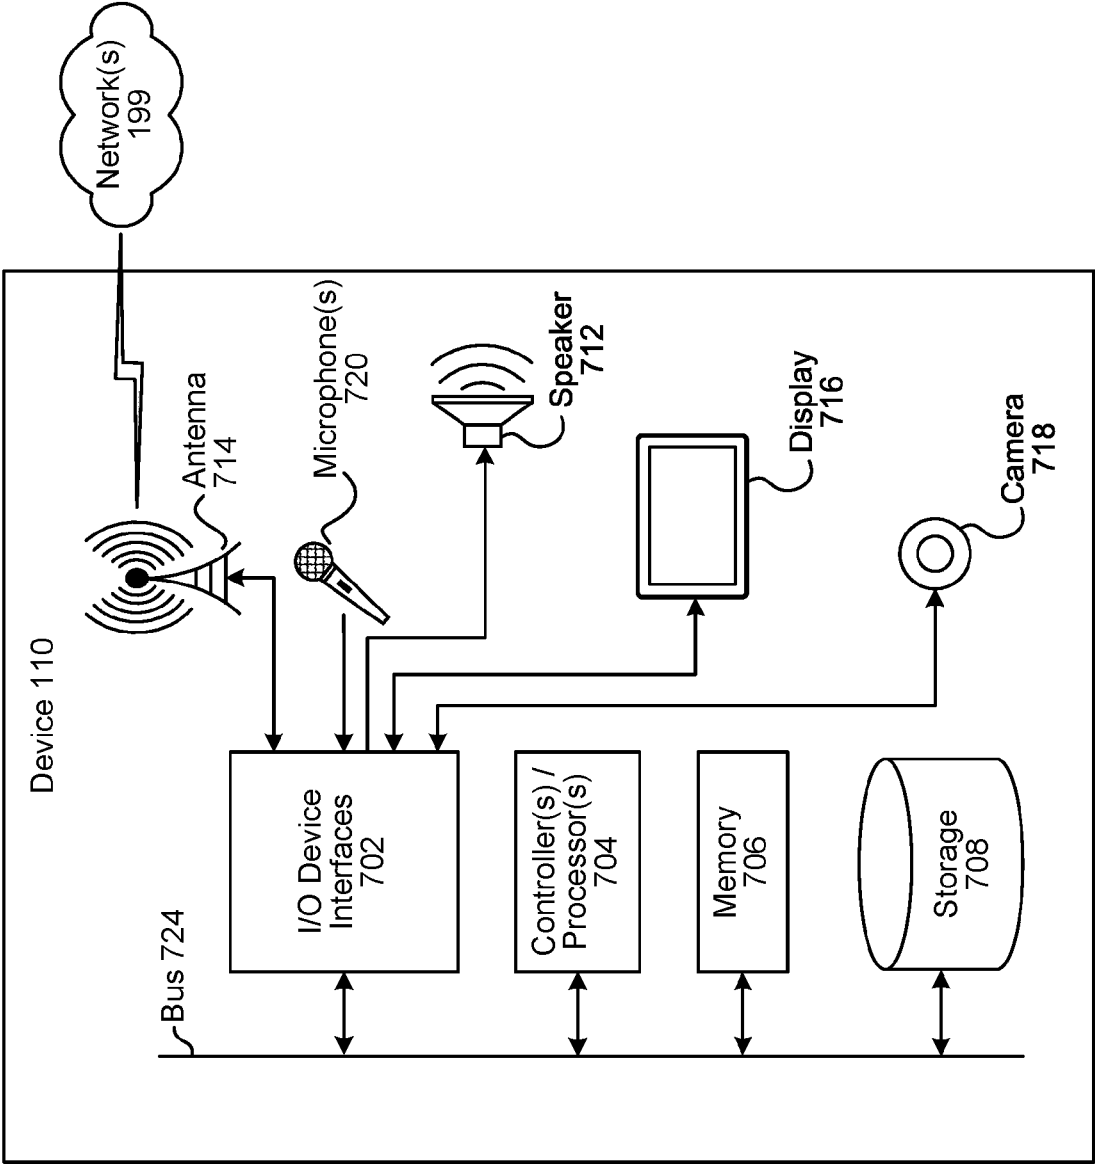 Device 110
Bus 724
I/O Device
Interfaces
702
Controller(s) /
Processor(s)
704
Memory
706
Storage
708
Antenna
714
Microphone(s)
720
Speaker
712
Display
716
Camera
718
Network(s)
199